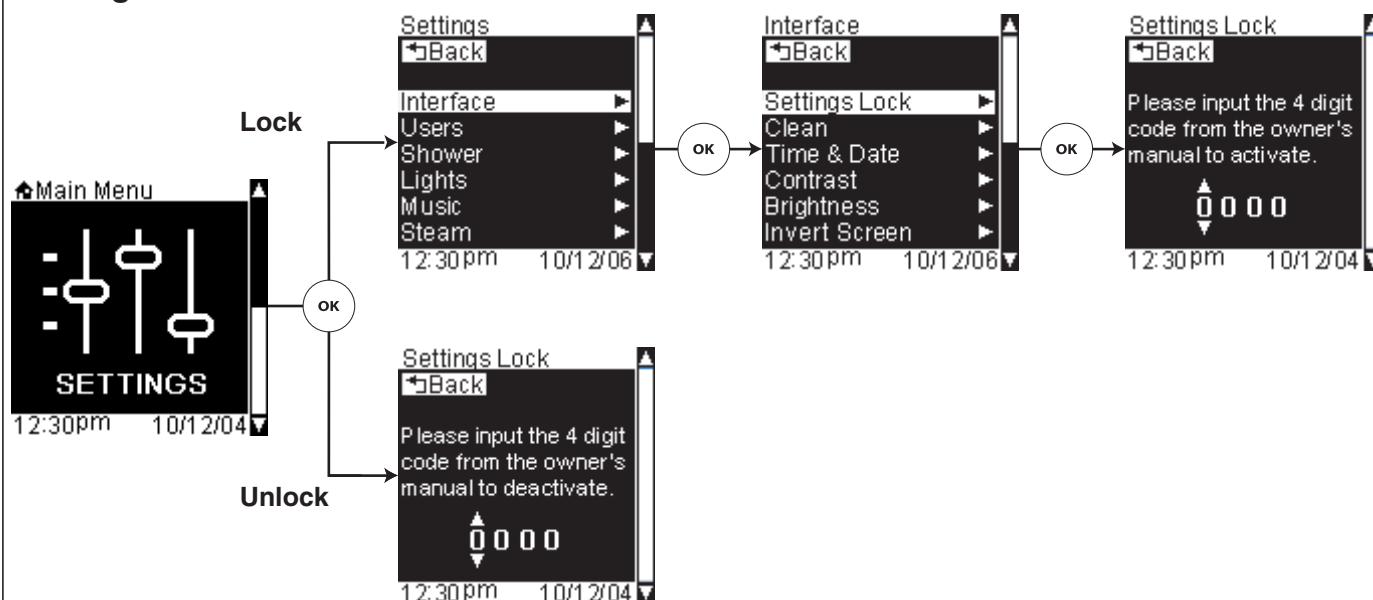 Lock
Main Menu
SETTINGS
12:30pm 10/12/04
OK
Settings
Back
Interface
Users
Shower
Lights
Music
Steam
12:30pm 10/12/06
OK
Interface
Back
Settings Lock
Clean
Time & Date
Contrast
Brightness
Invert Screen
12:30pm 10/12/06
OK
Settings Lock
Back
Please input the 4 digit
code from the owner's
manual to activate.
0 0 0 0
12:30pm 10/12/04
Unlock
Settings Lock
Back
Please input the 4 digit
code from the owner's
manual to deactivate.
0 0 0 0
12:30pm 10/12/04